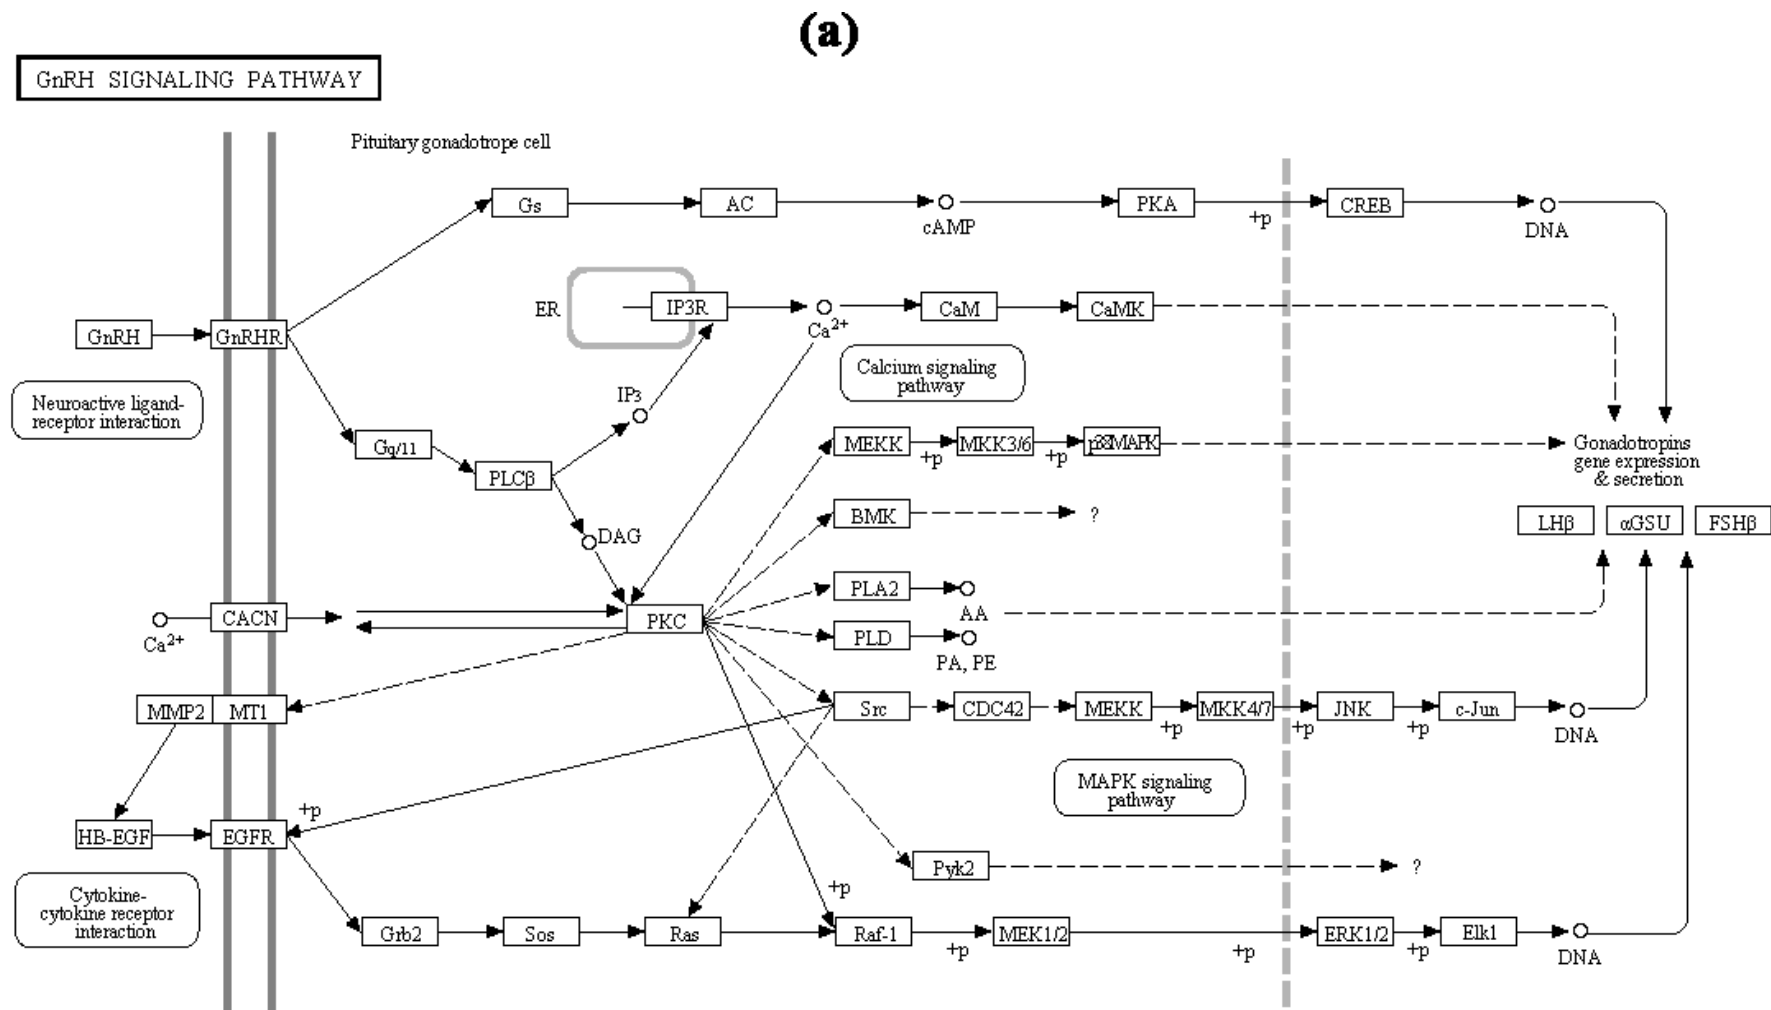 (a)
GnRH SIGNALING PATHWAY
Pituitary gonadotrope cell
Gs
AC
cAMP
PKA
+p
CREB
DNA
ER
IP3R
Ca2+
CaM
CaMK
GnRH
GnRHR
Calcium signaling
pathway
Neuroactive ligand-
receptor interaction
IP3
Gq/11
PLCβ
MEKK
+p
MKK3/6
+p
p38MAPK
Gonadotropins
gene expression
& secretion
BMK
?
LHβ
αGSU
FSHβ
DAG
PLA2
AA
Ca2+
CACN
PKC
PLD
PA, PE
MMP2
MT1
Src
CDC42
MEKK
+p
MKK4/7
+p
JNK
+p
c-Jun
DNA
MAPK signaling
pathway
+p
HB-EGF
EGFR
Pyk2
?
Cytokine-
cytokine receptor
interaction
+p
Grb2
Sos
Ras
Raf-1
+p
MEK1/2
+p
ERK1/2
+p
Elk1
DNA